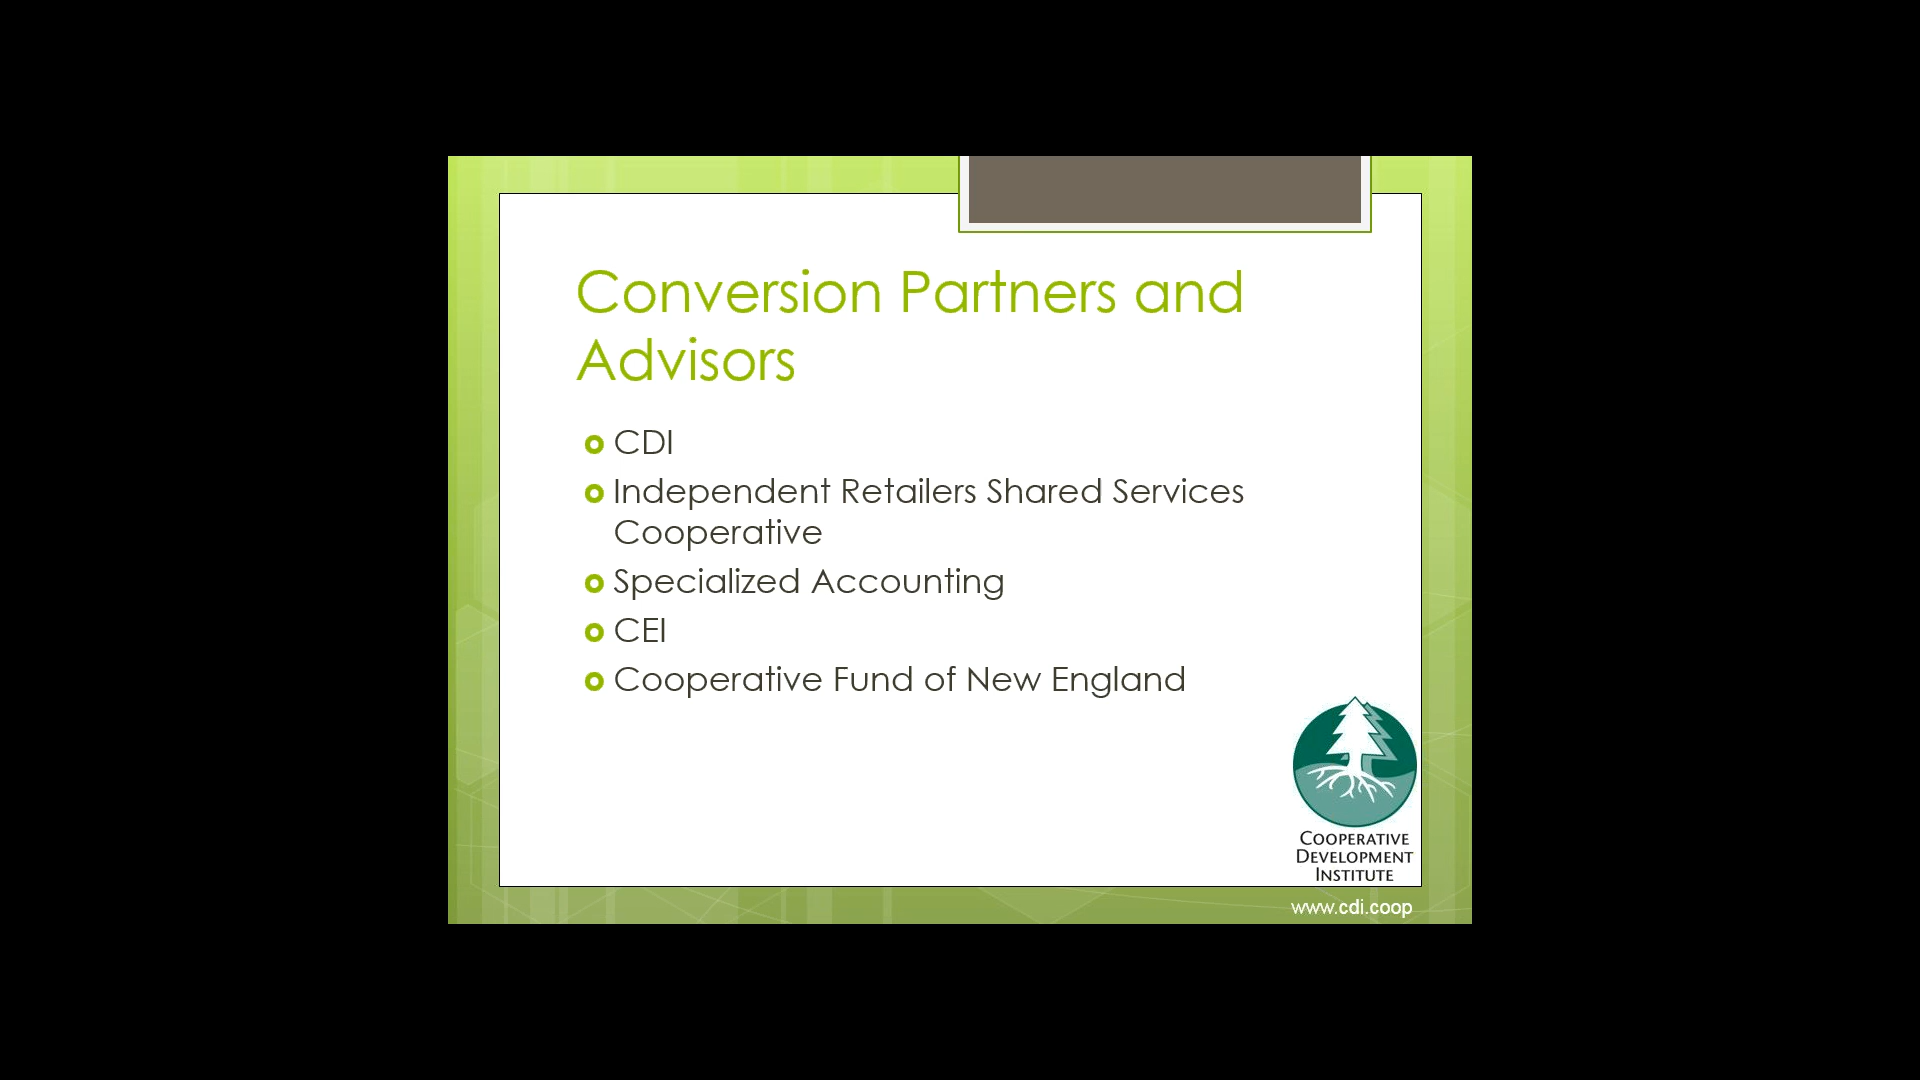 Conversion Partners and
Advisors
CDI
Independent Retailers Shared Services
Cooperative
Specialized Accounting
CEI
Cooperative Fund of New England
COOPERATIVE
DEVELOPMENT
INSTITUTE
www.cdi.coop